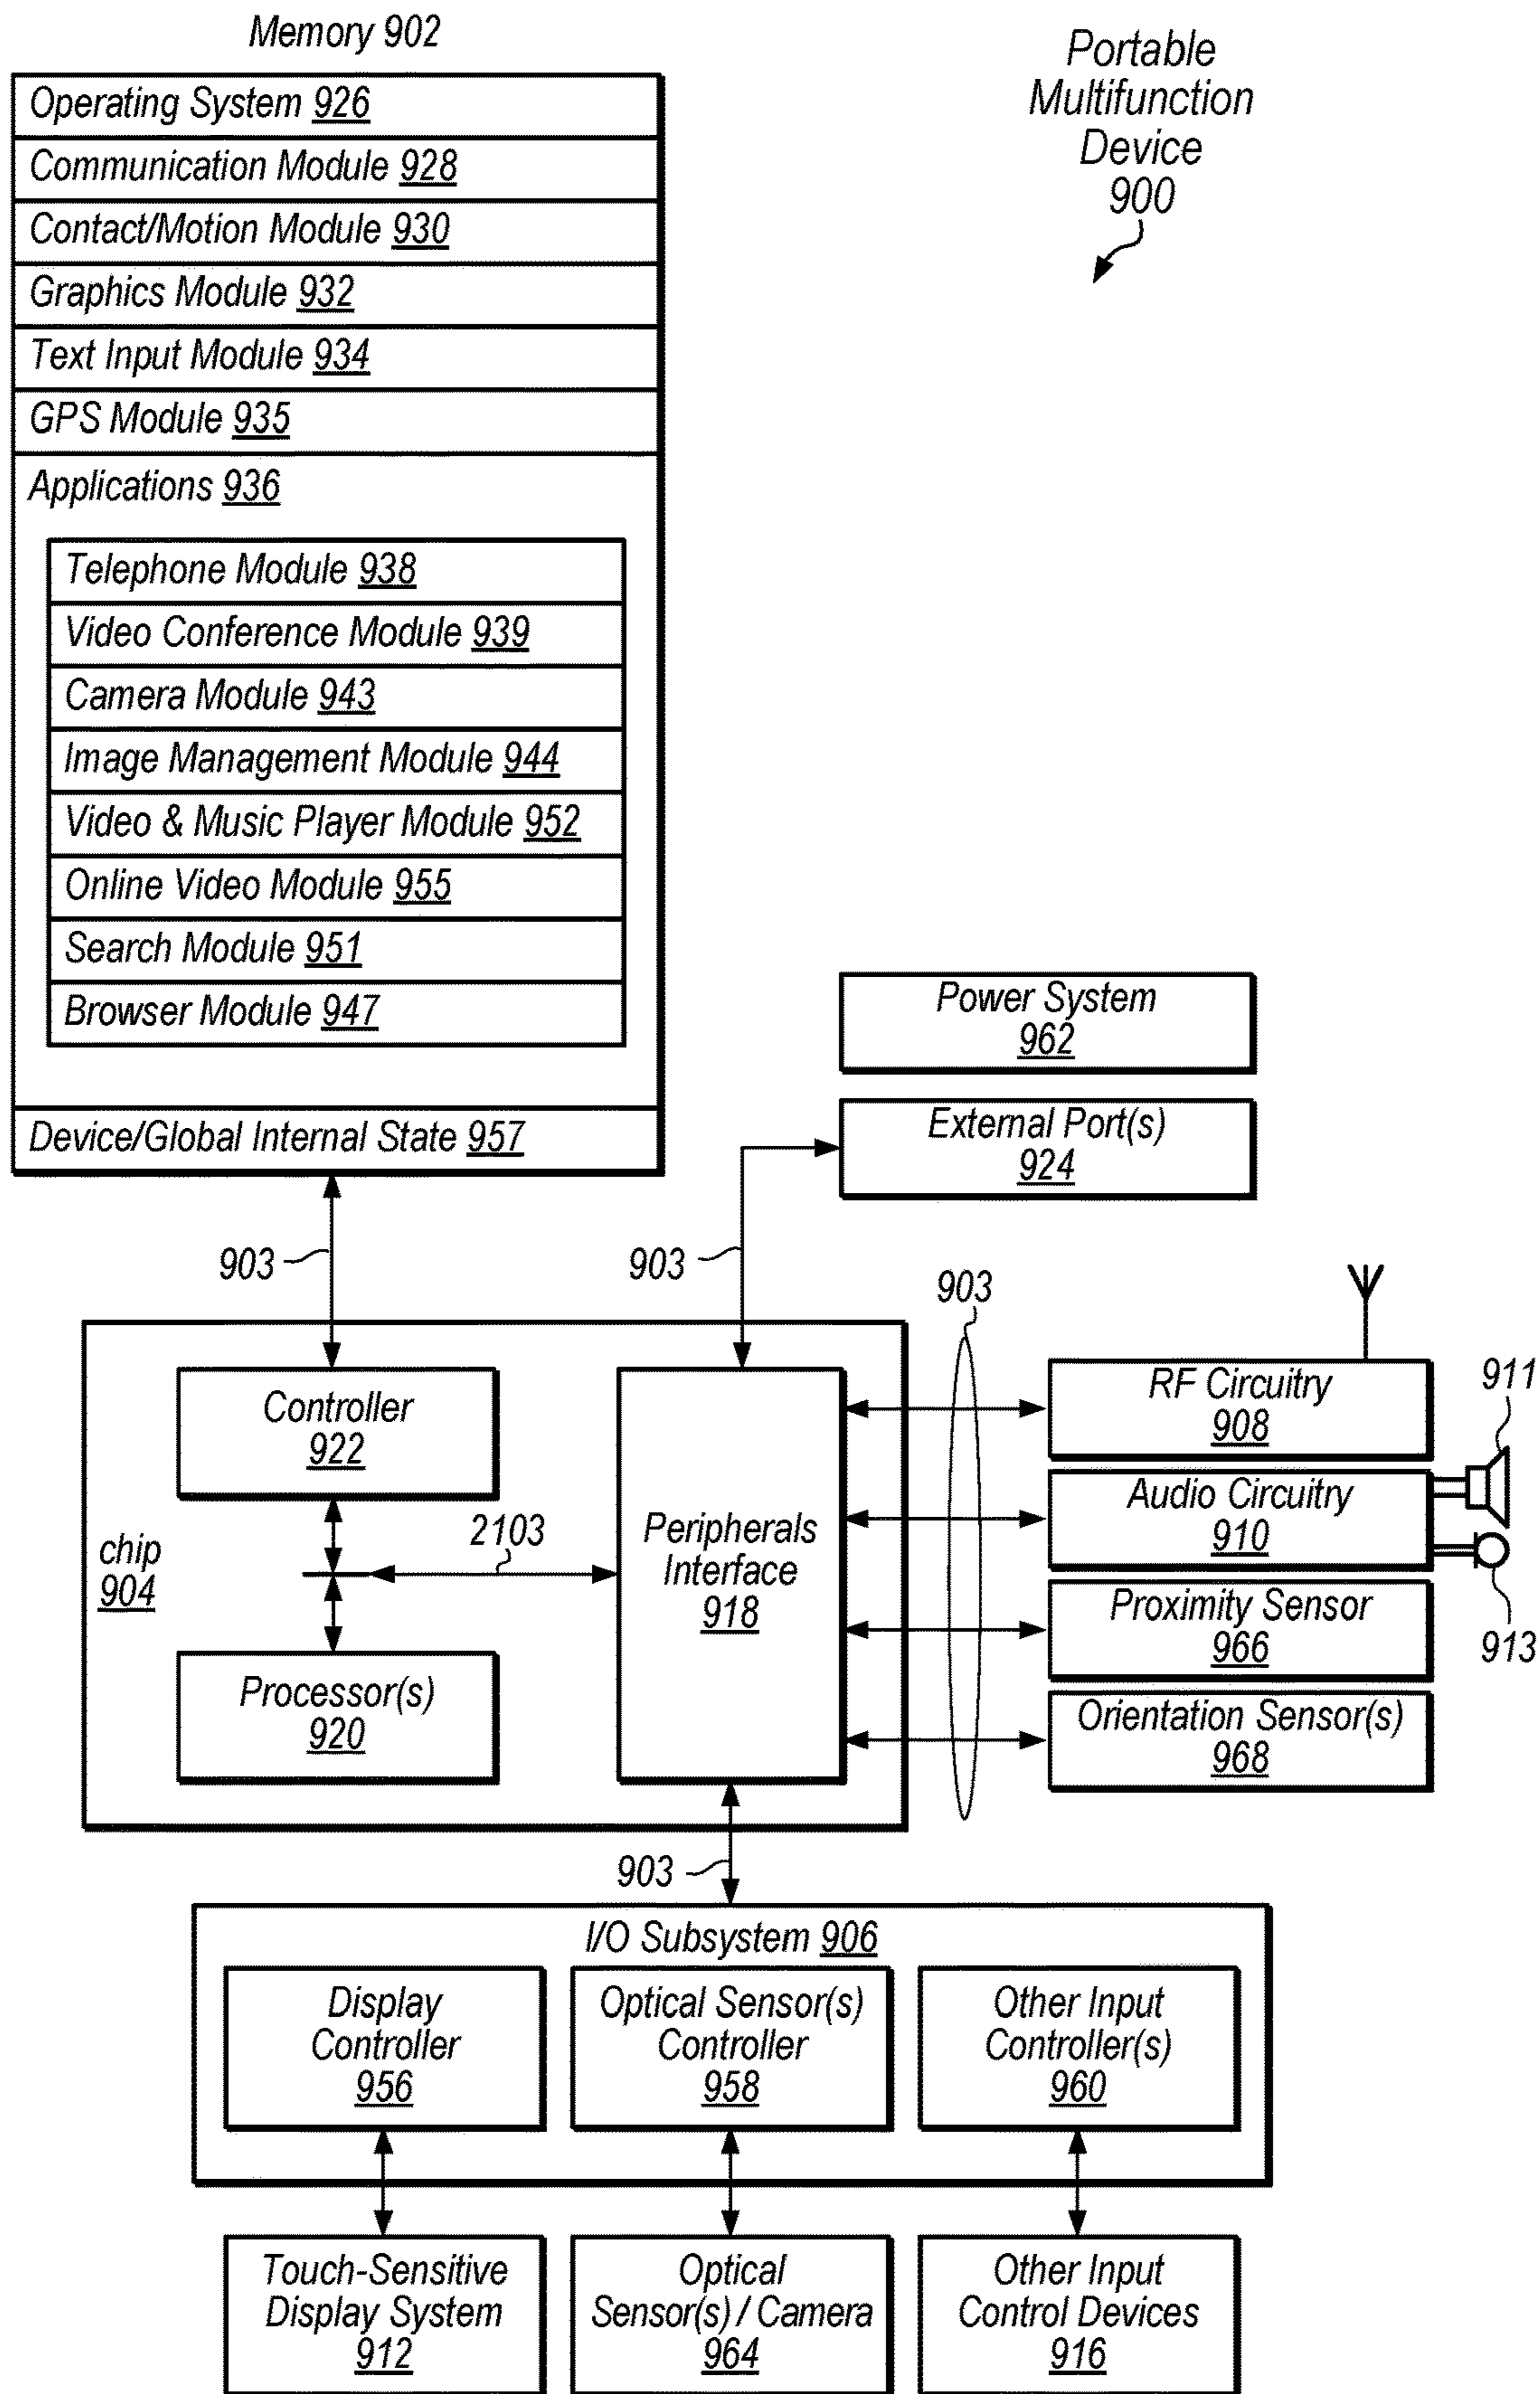 Memory 902
Operating System 926
Communication Module 928
Contact/Motion Module 930
Graphics Module 932
Text Input Module 934
GPS Module 935
Applications 936
Telephone Module 938
Video Conference Module 939
Camera Module 943
Image Management Module 944
Video & Music Player Module 952
Online Video Module 955
Search Module 951
Browser Module 947
Device/Global Internal State 957
Portable
Multifunction
Device
900
Power System
962
External Port(s)
924
903
903
903
chip
904
Controller
922
2103
Processor(s)
920
Peripherals
Interface
918
RF Circuitry
908
911
Audio Circuitry
910
Proximity Sensor
966
913
Orientation Sensor(s)
968
903
I/O Subsystem 906
Display
Controller
956
Optical Sensor(s)
Controller
958
Other Input
Controller(s)
960
Touch-Sensitive
Display System
912
Optical
Sensor(s) / Camera
964
Other Input
Control Devices
916